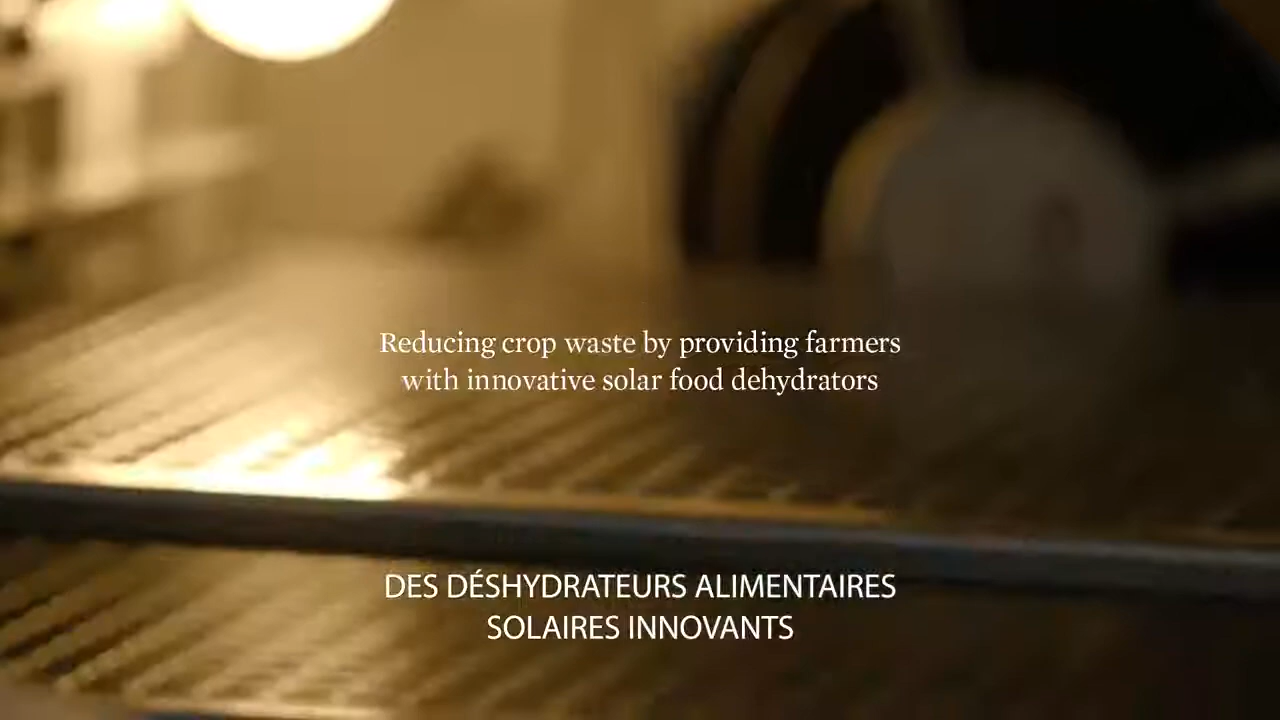 Reducing crop waste by providing farmers
with innovative solar food dehydrators
DES DÉSHYDRATEURS ALIMENTAIRES
SOLAIRES INNOVANTS